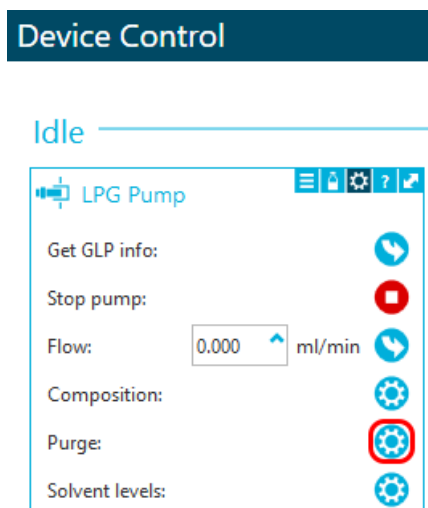 Device Control
Idle
LPG Pump ?
Get GLP info:
Stop pump:
Flow: 0.000 ml/min
Composition:
Purge:
Solvent levels: